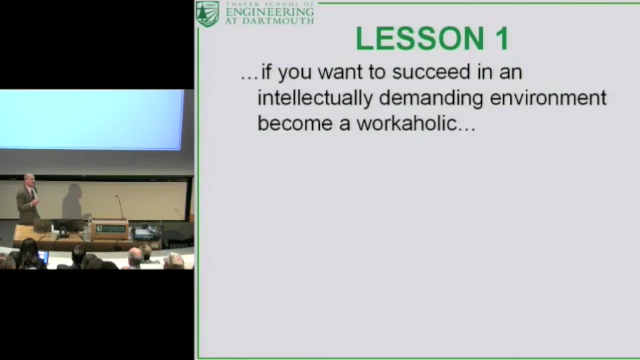 THAYER SCHOOL OF
ENGINEERING
AT DARTMOUTH
LESSON 1
...if you want to succeed in an
intellectually demanding environment
become a workaholic...